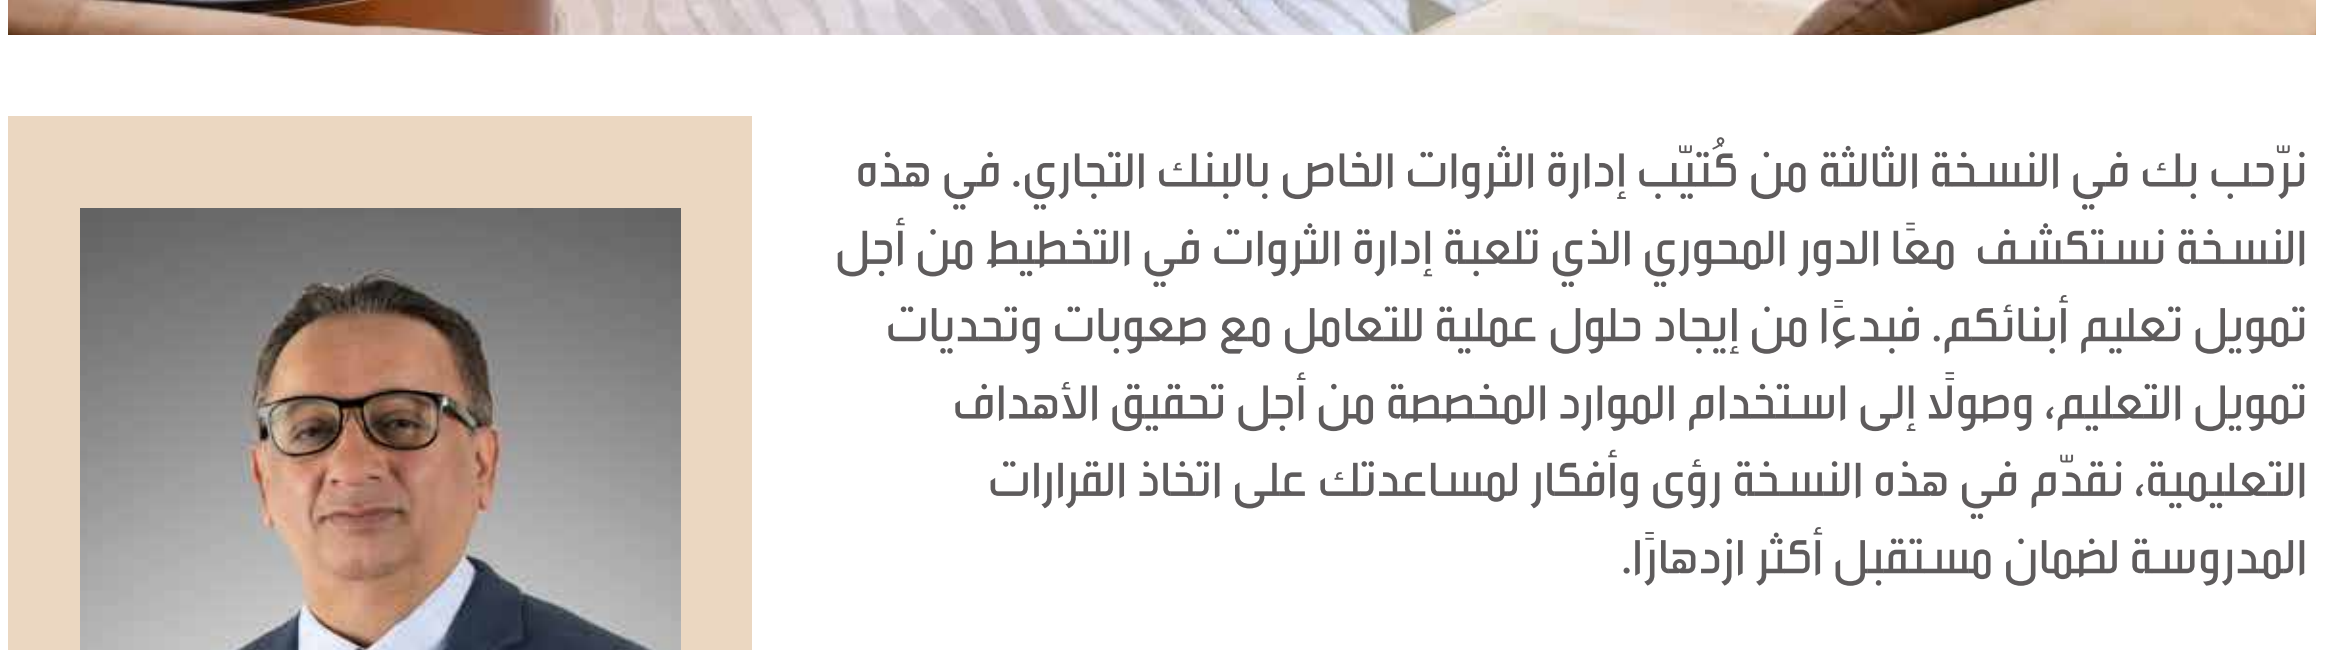 نرّحب بك في النسخة الثالثة من كُتيّب إدارة الثروات الخاص بالبنك التجاري. في هذه
النسخة نستكشف معًا الدور المحوري الذي تلعبة إدارة الثروات في التخطيط من أجل
تمويل تعليم أبنائكم. فبدءًا من إيجاد حلول عملية للتعامل مع صعوبات وتحديات
تمويل التعليم، وصولًا إلى استخدام الموارد المخصصة من أجل تحقيق الأهداف
التعليمية، نقدّم في هذه النسخة رؤى وأفكار لمساعدتك على اتخاذ القرارات
المدروسة لضمان مستقبل أكثر ازدهارًا.